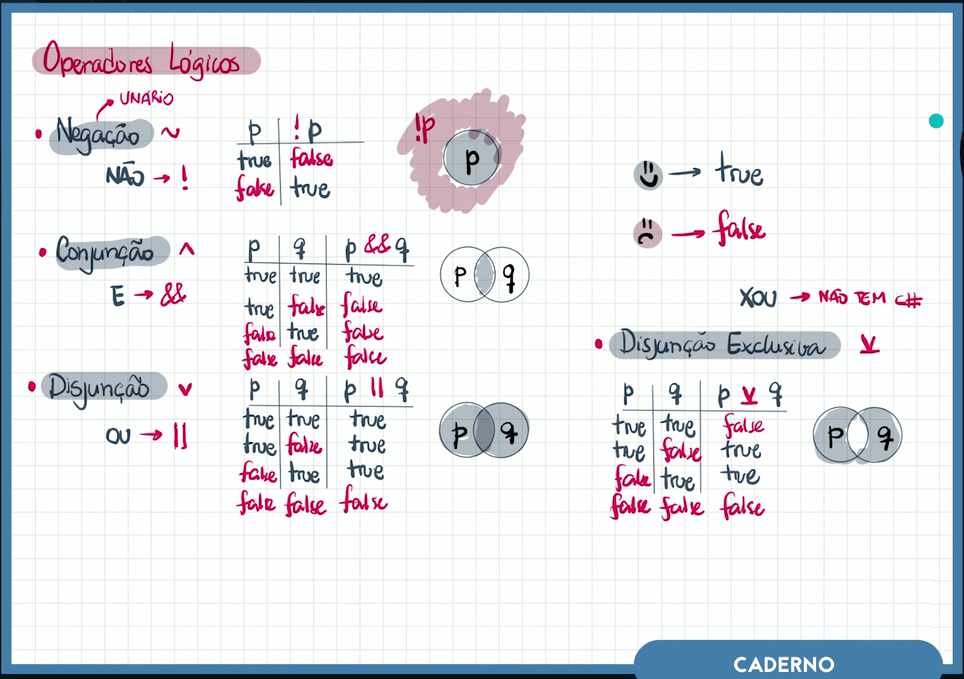 Operadores Lógicos
UNÁRIO
• Negação ~
NÃO → !
p !p
true false
false true
!p
p
• Conjunção ^
E → &&
p q p && q
true true true
true false false
false true false
false false false
p q
• Disjunção v
OU → ||
p q p || q
true true true
true false true
false true true
false false false
p q
→ true
→ false
XOU → NÃO TEM C#
• Disjunção Exclusiva ⊻
p q p ⊻ q
true true false
true false true
false true true
false false false
p q
CADERNO